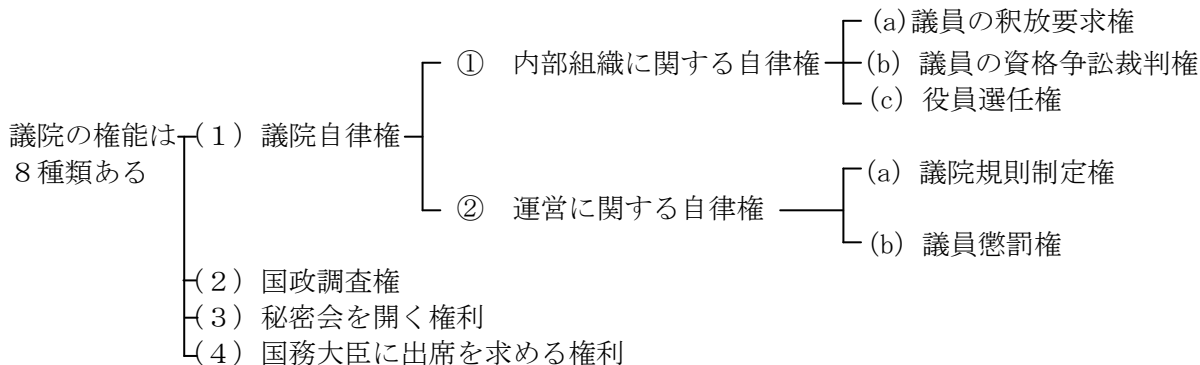 (a)議員の釈放要求権
① 内部組織に関する自律権
(b) 議員の資格争訟裁判権
(c) 役員選任権
議院の権能は
８種類ある
(１) 議院自律権
(a) 議院規則制定権
② 運営に関する自律権
(b) 議員懲罰権
(２) 国政調査権
(３) 秘密会を開く権利
(４) 国務大臣に出席を求める権利